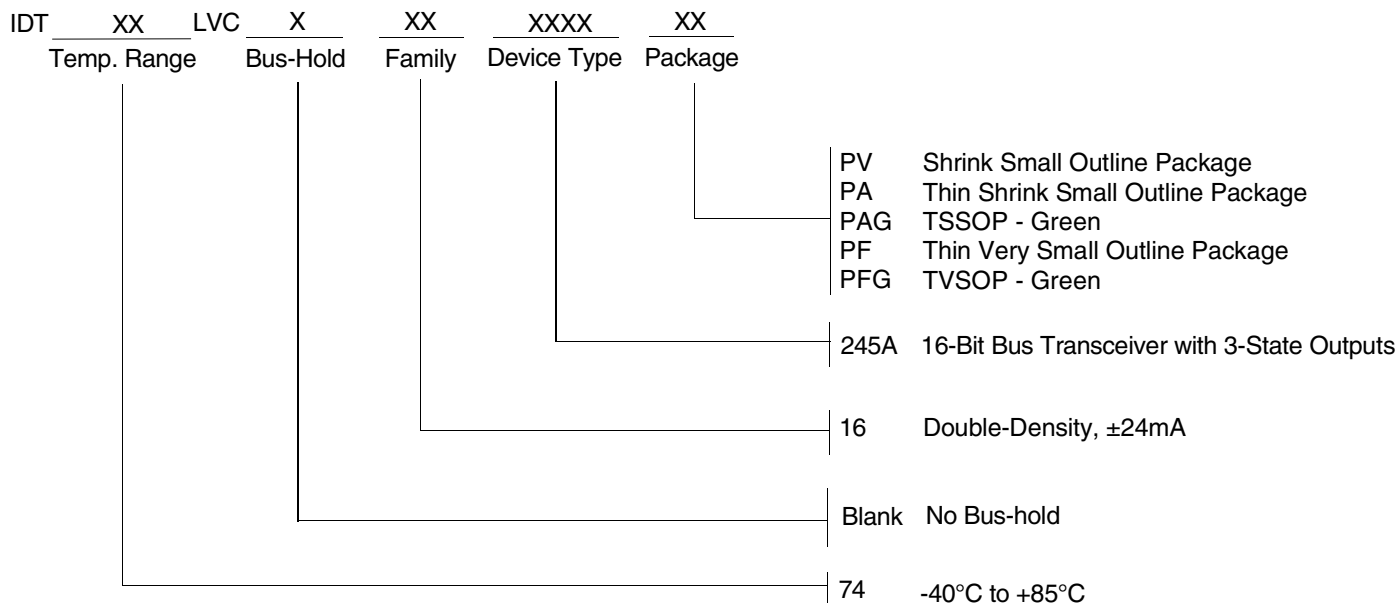 IDT XX LVC X XX XXXX XX
Temp. Range Bus-Hold Family Device Type Package
PV Shrink Small Outline Package
PA Thin Shrink Small Outline Package
PAG TSSOP - Green
PF Thin Very Small Outline Package
PFG TVSOP - Green
245A 16-Bit Bus Transceiver with 3-State Outputs
16 Double-Density, ±24mA
Blank No Bus-hold
74 -40°C to +85°C